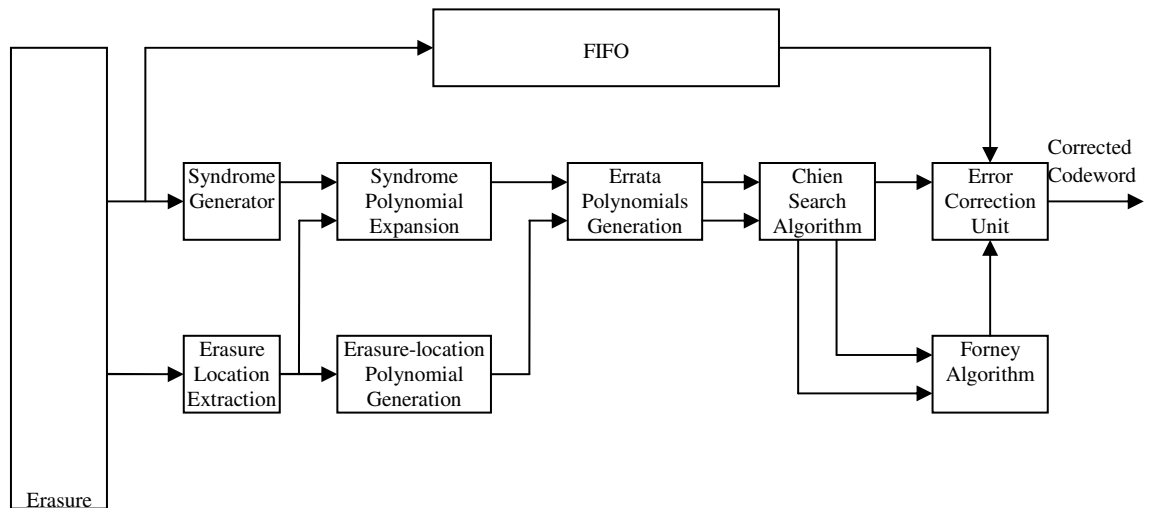 FIFO
Corrected
Codeword
Syndrome
Generator
Syndrome
Polynomial
Expansion
Errata
Polynomials
Generation
Chien
Search
Algorithm
Error
Correction
Unit
Erasure
Location
Extraction
Erasure-location
Polynomial
Generation
Forney
Algorithm
Erasure